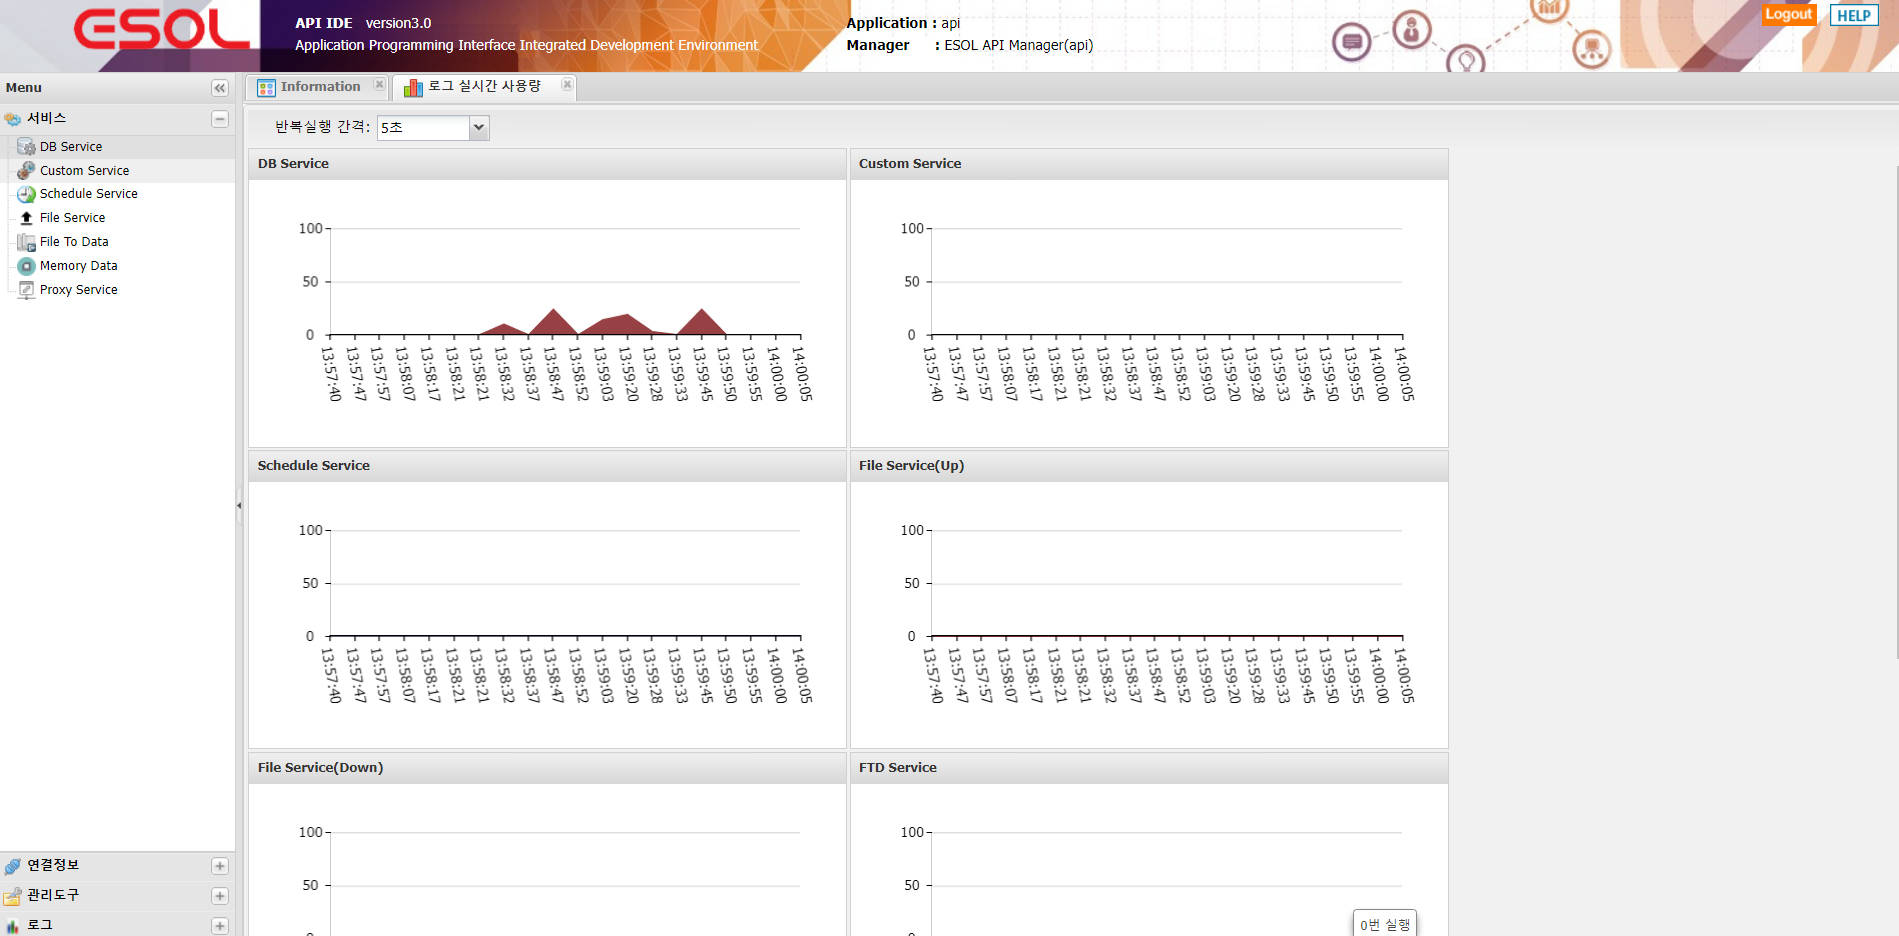 ESOL
API IDE version3.0
Application Programming Interface Integrated Development Environment
Application : api
Manager : ESOL API Manager(api)
Logout
HELP
Menu
서비스
DB Service
Custom Service
Schedule Service
File Service
File To Data
Memory Data
Proxy Service
연결정보
관리도구
로그
Information
로그 실시간 사용량
반복실행 간격: 5초
DB Service
100
50
0
13:57:40 13:57:47 13:57:57 13:58:07 13:58:17 13:58:21 13:58:21 13:58:32 13:58:37 13:58:47 13:58:52 13:59:03 13:59:20 13:59:28 13:59:33 13:59:45 13:59:50 13:59:55 14:00:00 14:00:05
Custom Service
100
50
0
13:57:40 13:57:47 13:57:57 13:58:07 13:58:17 13:58:21 13:58:21 13:58:32 13:58:37 13:58:47 13:58:52 13:59:03 13:59:20 13:59:28 13:59:33 13:59:45 13:59:50 13:59:55 14:00:00 14:00:05
Schedule Service
100
50
0
13:57:40 13:57:47 13:57:57 13:58:07 13:58:17 13:58:21 13:58:21 13:58:32 13:58:37 13:58:47 13:58:52 13:59:03 13:59:20 13:59:28 13:59:33 13:59:45 13:59:50 13:59:55 14:00:00 14:00:05
File Service(Up)
100
50
0
13:57:40 13:57:47 13:57:57 13:58:07 13:58:17 13:58:21 13:58:21 13:58:32 13:58:37 13:58:47 13:58:52 13:59:03 13:59:20 13:59:28 13:59:33 13:59:45 13:59:50 13:59:55 14:00:00 14:00:05
File Service(Down)
100
50
FTD Service
100
50
0번 실행